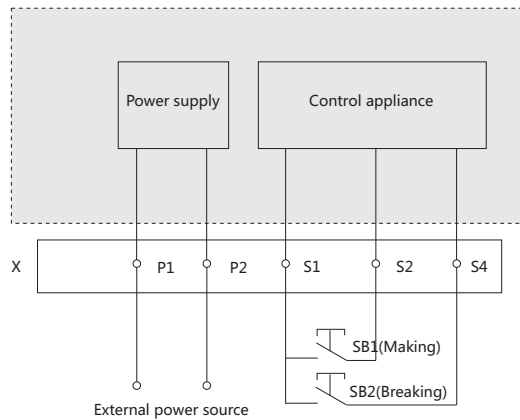 Power supply
Control appliance
X P1 P2 S1 S2 S4
SB1(Making)
SB2(Breaking)
External power source